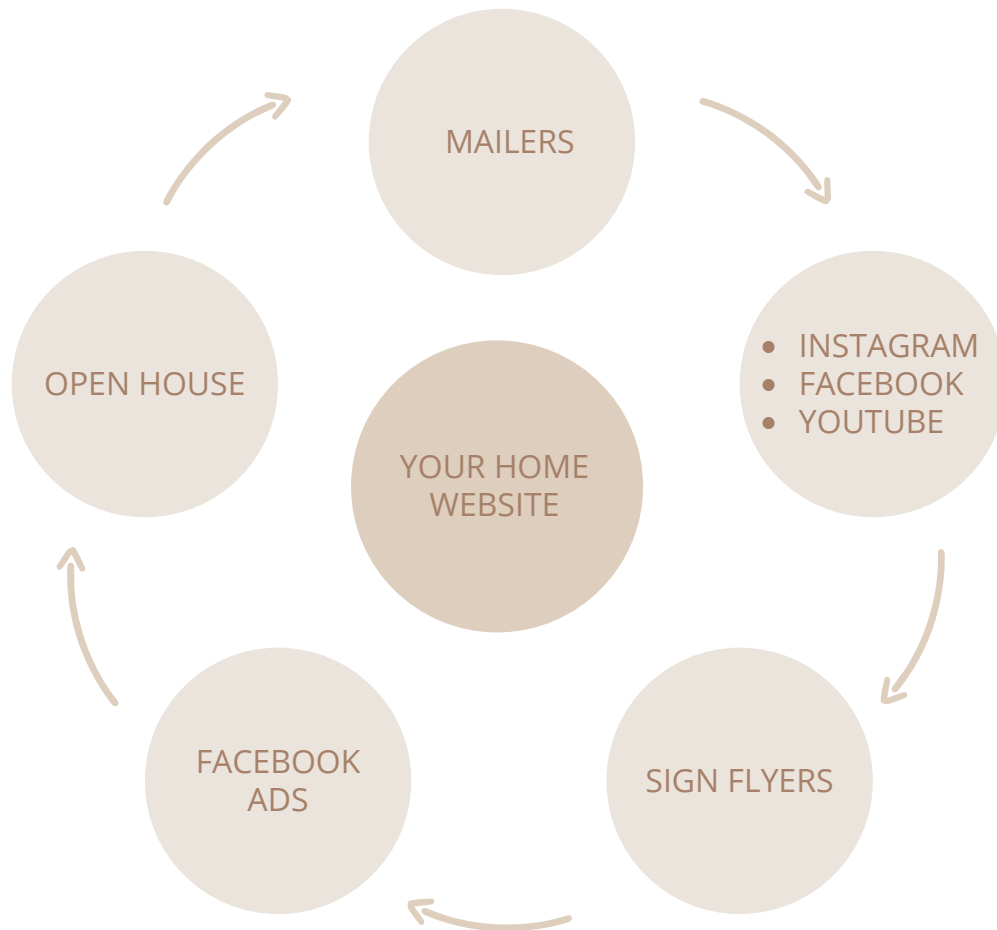 MAILERS
• INSTAGRAM
• FACEBOOK
• YOUTUBE
OPEN HOUSE
YOUR HOME
WEBSITE
FACEBOOK
ADS
SIGN FLYERS